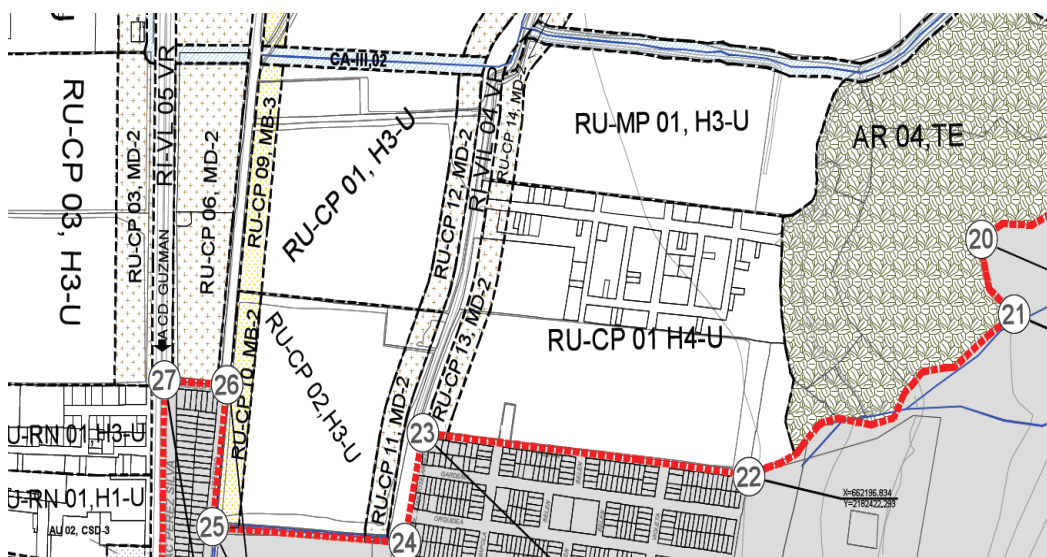 CA-III,02
RU-CP 03, H3-U
RU-CP 03, MD-2
RI-VL 05 VR
RU-CP 06, MD-2
RU-CP 09, MB-3
RU-CP 01, H3-U
RU-CP 12, MD-2
RI-VIL 04 VR
RU-CP 14, MD-2
RU-MP 01, H3-U
AR 04,TE
A CD. GUZMAN
20
21
RU-CP 01 H4-U
RU-CP 13, MD-2
RU-CP 02,H3-U
RU-CP 10, MB-2
RU-CP 11, MD-2
27
26
23
U-RN 01, H3-U
22
X=662196.834
Y=2182422.293
U-RN 01, H1-U
AU 02, CSD-3
PEREZ SILVA
25
24
ORQUIDEA